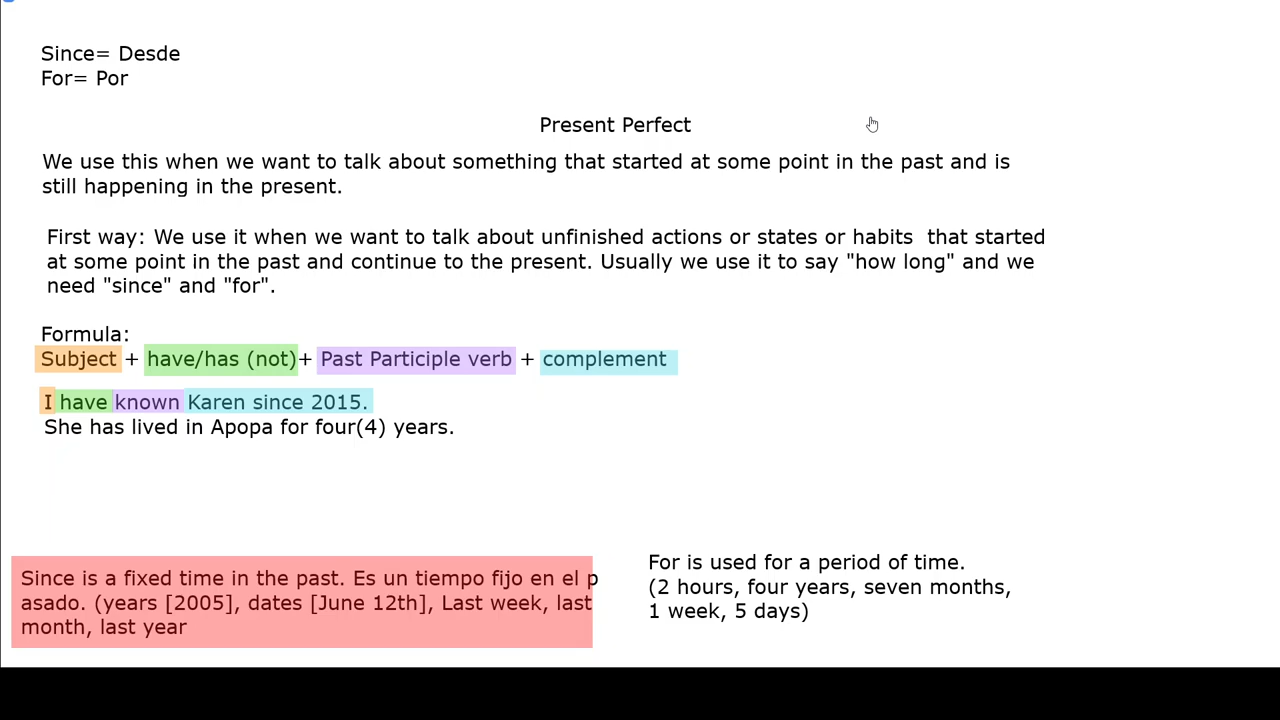 Since= Desde
For= Por
Present Perfect
We use this when we want to talk about something that started at some point in the past and is
still happening in the present.
First way: We use it when we want to talk about unfinished actions or states or habits  that started
at some point in the past and continue to the present. Usually we use it to say "how long" and we
need "since" and "for".
Formula:
Subject + have/has (not)+ Past Participle verb + complement
I have known Karen since 2015.
She has lived in Apopa for four(4) years.
Since is a fixed time in the past. Es un tiempo fijo en el p
asado. (years [2005], dates [June 12th], Last week, last
month, last year
For is used for a period of time.
(2 hours, four years, seven months,
1 week, 5 days)